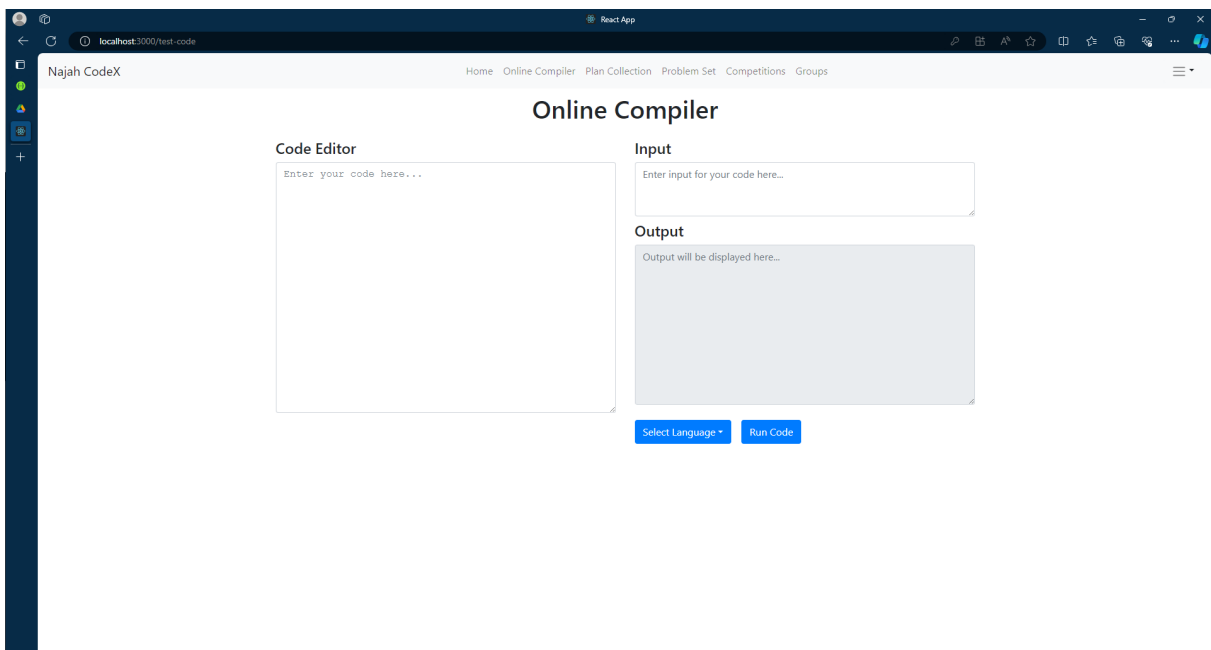 React App
localhost:3000/test-code
Najah CodeX
Home Online Compiler Plan Collection Problem Set Competitions Groups
Online Compiler
Code Editor
Enter your code here...
Input
Enter input for your code here...
Output
Output will be displayed here...
Select Language
Run Code